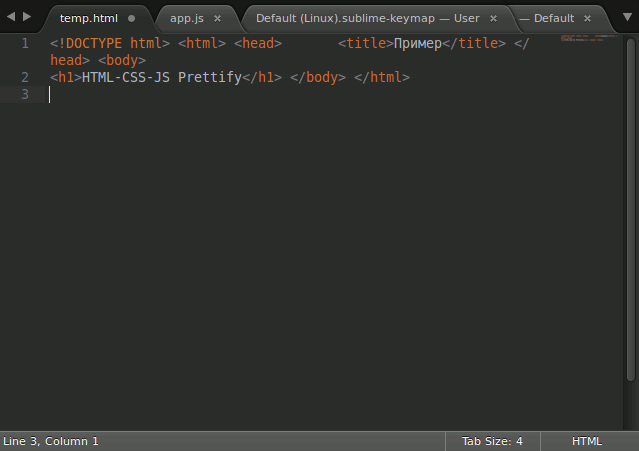 temp.html app.js Default (Linux).sublime-keymap — User — Default
1 <!DOCTYPE html> <html> <head> <title>Пример</title> </
head> <body>
2 <h1>HTML-CSS-JS Prettify</h1> </body> </html>
3
Line 3, Column 1 Tab Size: 4 HTML